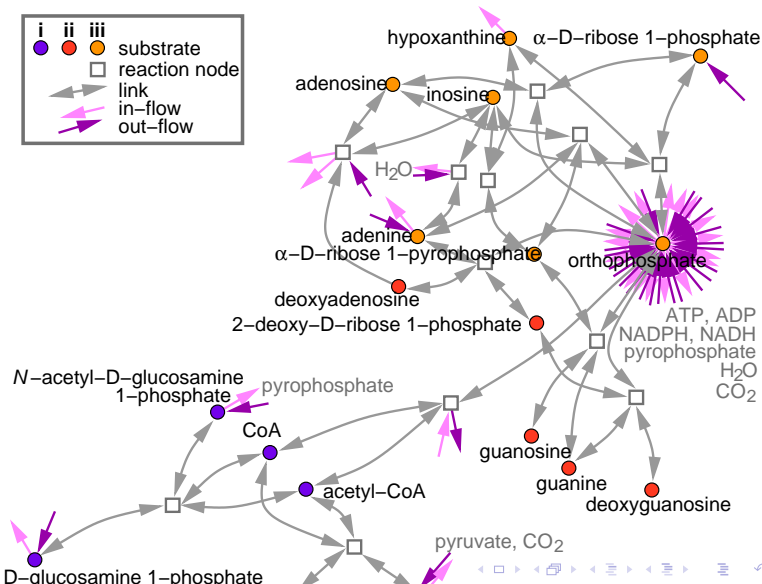 i ii iii
substrate
reaction node
link
in−flow
out−flow
hypoxanthine
α−D−ribose 1−phosphate
adenosine
inosine
H2O
adenine
α−D−ribose 1−pyrophosphate
orthophosphate
deoxyadenosine
2−deoxy−D−ribose 1−phosphate
ATP, ADP
NADPH, NADH
pyrophosphate
H2O
CO2
N−acetyl−D−glucosamine
1−phosphate
pyrophosphate
CoA
guanosine
guanine
deoxyguanosine
acetyl−CoA
pyruvate, CO2
D−glucosamine 1−phosphate